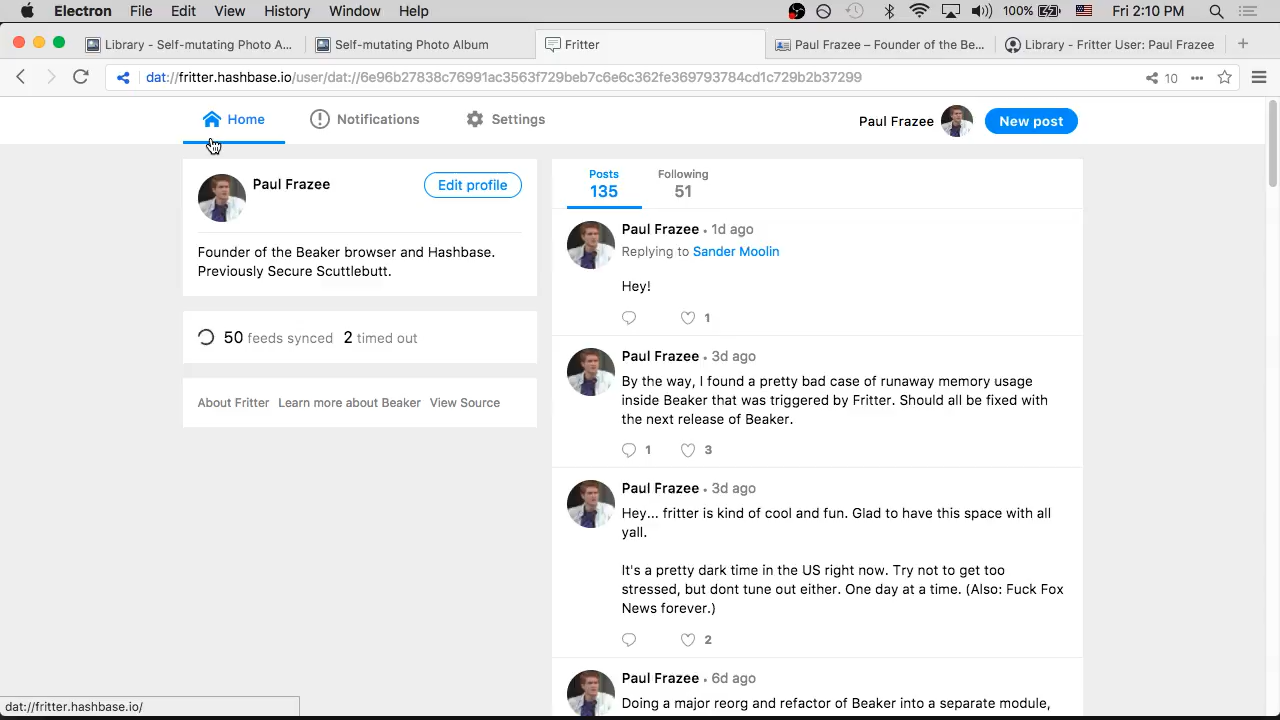 Electron File Edit View History Window Help 100% Fri 2:10 PM
Library - Self-mutating Photo A... Self-mutating Photo Album Fritter Paul Frazee – Founder of the Be... Library - Fritter User: Paul Frazee
dat://fritter.hashbase.io/user/dat://6e96b27838c76991ac3563f729beb7c6e6c362fe369793784cd1c729b2b37299 10
Home Notifications Settings Paul Frazee New post
Paul Frazee Edit profile
Founder of the Beaker browser and Hashbase.
Previously Secure Scuttlebutt.
50 feeds synced 2 timed out
About Fritter Learn more about Beaker View Source
Posts Following
135 51
Paul Frazee • 1d ago
Replying to Sander Moolin
Hey!
1
Paul Frazee • 3d ago
By the way, I found a pretty bad case of runaway memory usage
inside Beaker that was triggered by Fritter. Should all be fixed with
the next release of Beaker.
1 3
Paul Frazee • 3d ago
Hey... fritter is kind of cool and fun. Glad to have this space with all
yall.
It's a pretty dark time in the US right now. Try not to get too
stressed, but dont tune out either. One day at a time. (Also: Fuck Fox
News forever.)
2
Paul Frazee • 6d ago
Doing a major reorg and refactor of Beaker into a separate module,
dat://fritter.hashbase.io/